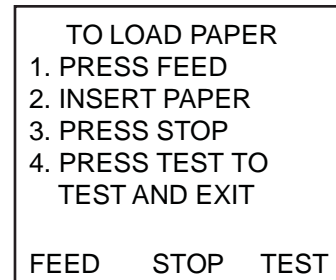 TO LOAD PAPER
1. PRESS FEED
2. INSERT PAPER
3. PRESS STOP
4. PRESS TEST TO
TEST AND EXIT
FEED STOP TEST